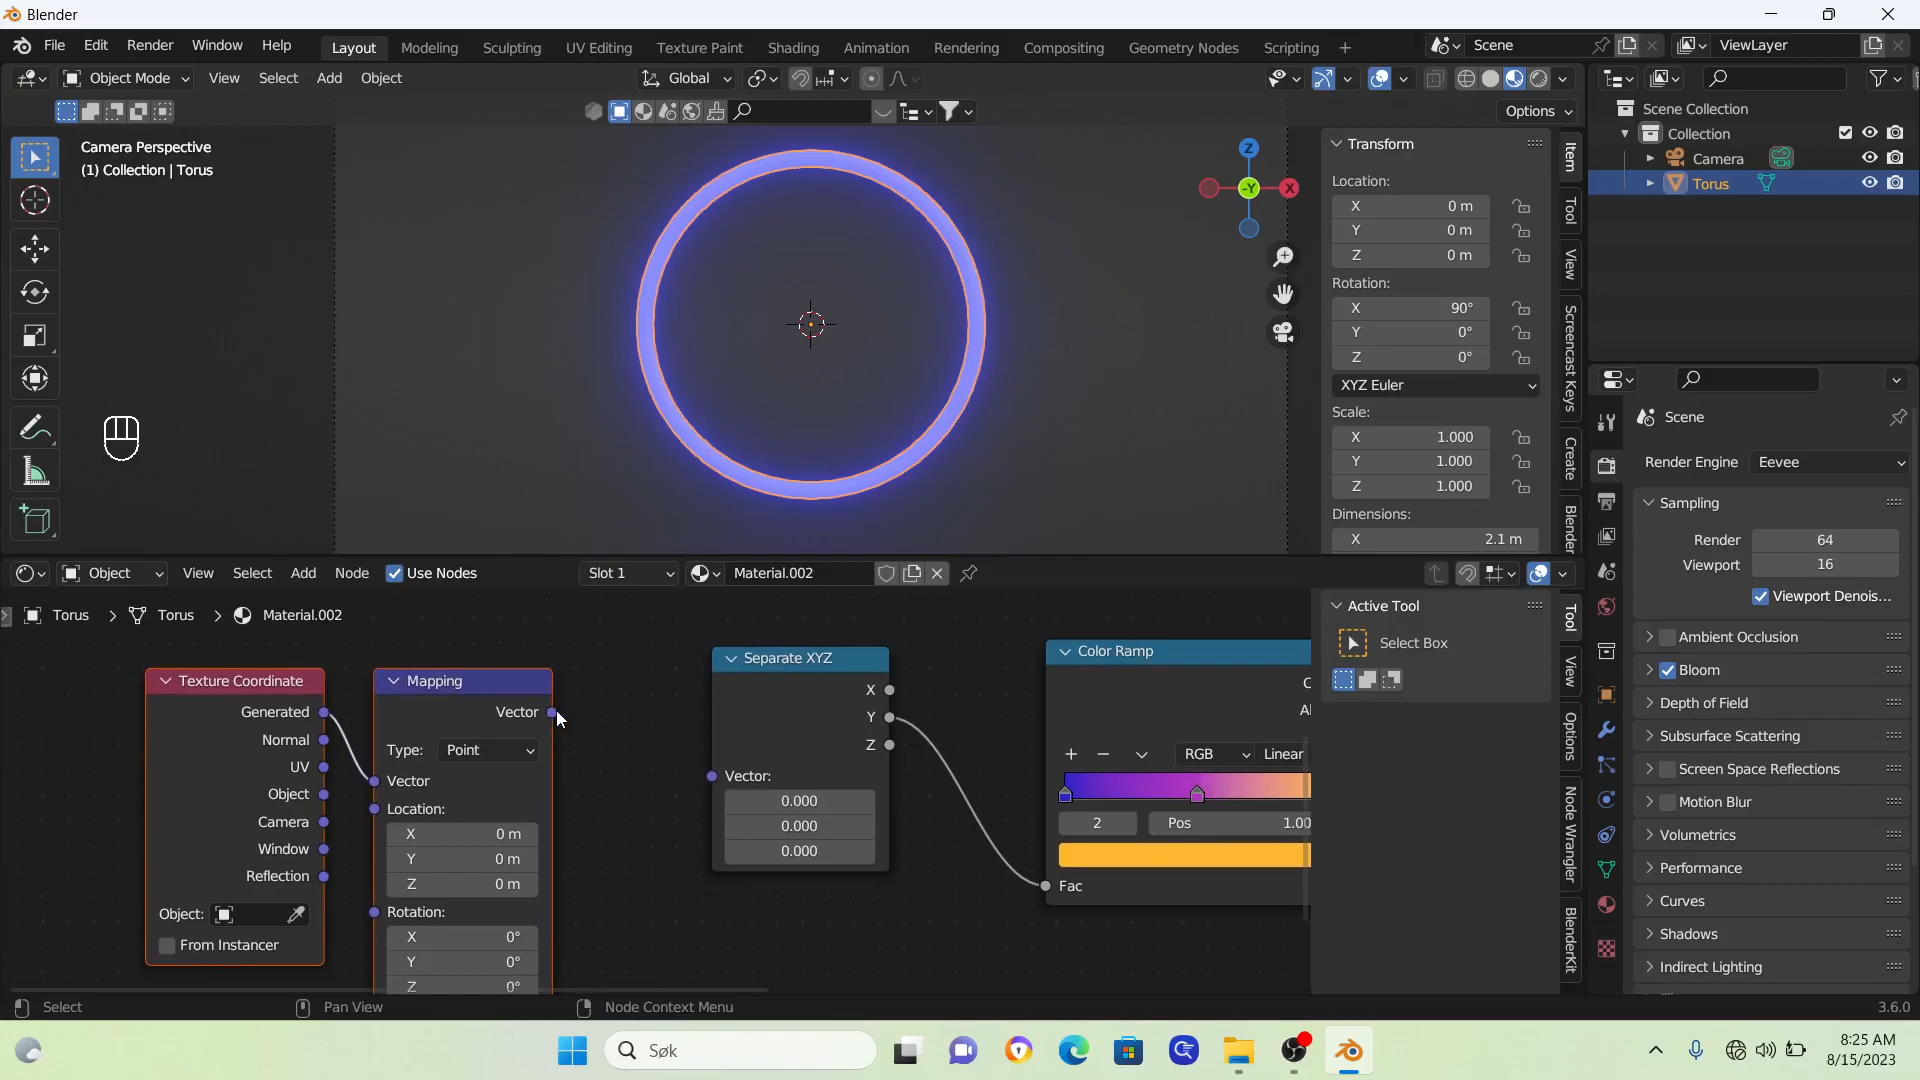 Blender
File Edit Render Window Help Layout Modeling Sculpting UV Editing Texture Paint Shading Animation Rendering Compositing Geometry Nodes Scripting + Scene ViewLayer
Object Mode View Select Add Object Global
Options
Camera Perspective
(1) Collection | Torus
Z
-Y
X
Transform
Location:
X 0 m
Y 0 m
Z 0 m
Rotation:
X 90°
Y 0°
Z 0°
XYZ Euler
Scale:
X 1.000
Y 1.000
Z 1.000
Dimensions:
X 2.1 m
Item
Tool
View
Screencast Keys
Create
Blender
Scene Collection
Collection
Camera
Torus
Scene
Render Engine Eevee
Sampling
Render 64
Viewport 16
Viewport Denois...
Ambient Occlusion
Bloom
Depth of Field
Subsurface Scattering
Screen Space Reflections
Motion Blur
Volumetrics
Performance
Curves
Shadows
Indirect Lighting
Object View Select Add Node Use Nodes Slot 1 Material.002
Torus > Torus > Material.002
Texture Coordinate
Generated
Normal
UV
Object
Camera
Window
Reflection
Object:
From Instancer
Mapping
Vector
Type: Point
Vector
Location:
X 0 m
Y 0 m
Z 0 m
Rotation:
X 0°
Y 0°
Z 0°
Separate XYZ
X
Y
Z
Vector:
0.000
0.000
0.000
Color Ramp
RGB Linear
2 Pos 1.00
Fac
Active Tool
Select Box
Tool
View
Options
Node Wrangler
BlenderKit
Select Pan View Node Context Menu 3.6.0
Søk
8:25 AM
8/15/2023